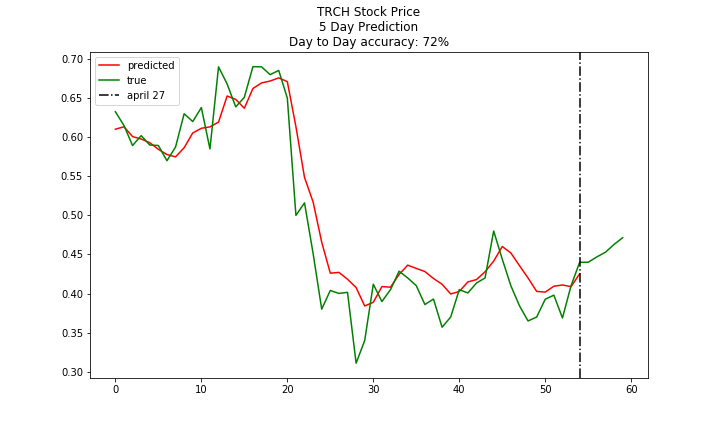 TRCH Stock Price
5 Day Prediction
Day to Day accuracy: 72%
predicted
true
april 27
0.70
0.65
0.60
0.55
0.50
0.45
0.40
0.35
0.30
0 10 20 30 40 50 60